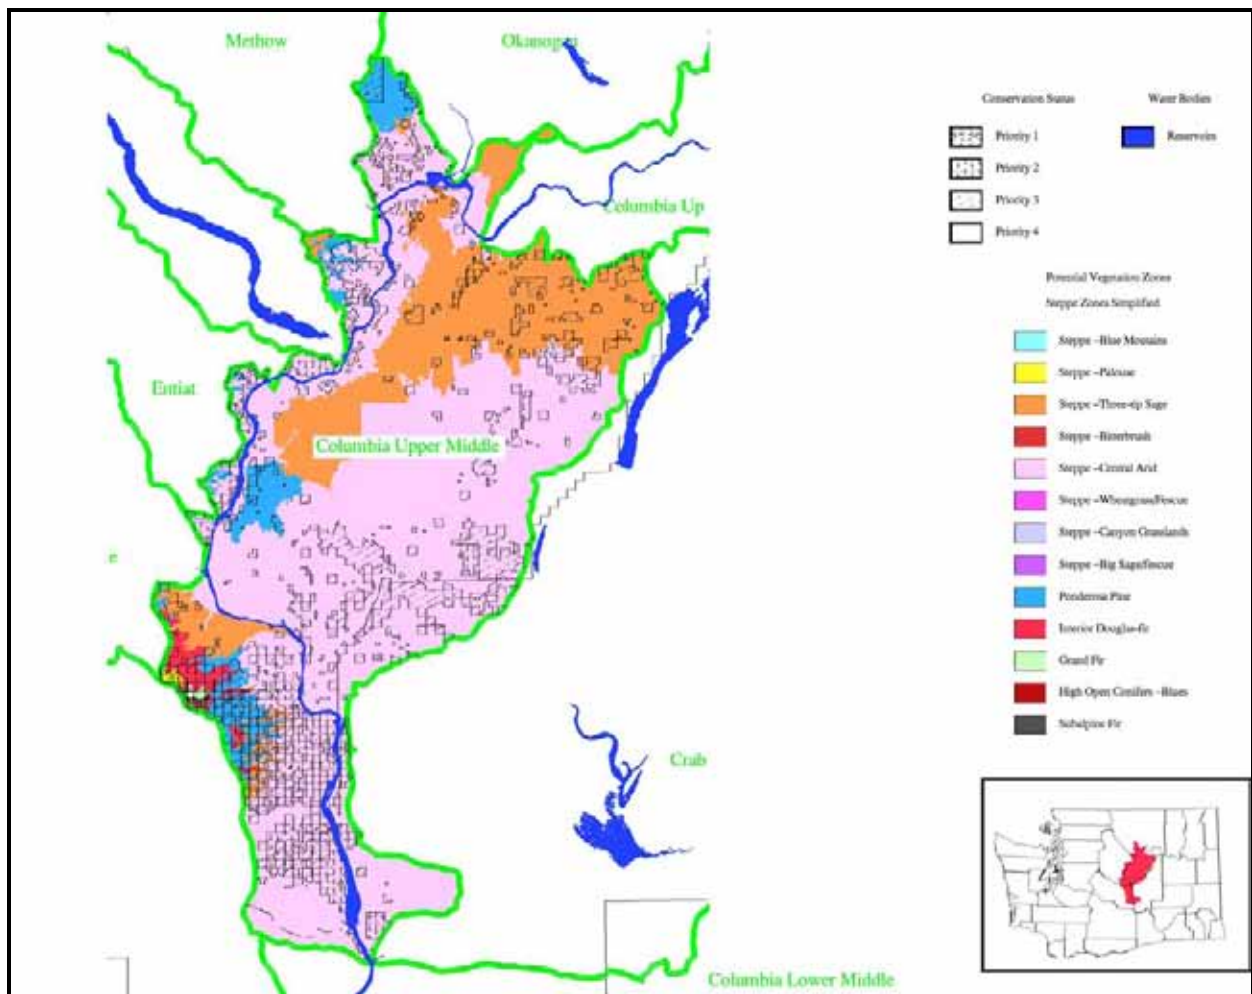 Methow
Okanogan
Columbia Up
Entiat
Columbia Upper Middle
e
Crab
Columbia Lower Middle
Conservation Status
Priority 1
Priority 2
Priority 3
Priority 4
Water Bodies
Reservoirs
Potential Vegetation Zones
Steppe Zones Simplified
Steppe -Blue Mountains
Steppe -Palouse
Steppe -Three-tip Sage
Steppe -Bitterbrush
Steppe -Central Arid
Steppe -Wheatgrass/Fescue
Steppe -Canyon Grasslands
Steppe -Big Sage/Fescue
Ponderosa Pine
Interior Douglas-fir
Grand Fir
High Open Conifers -Blues
Subalpine Fir